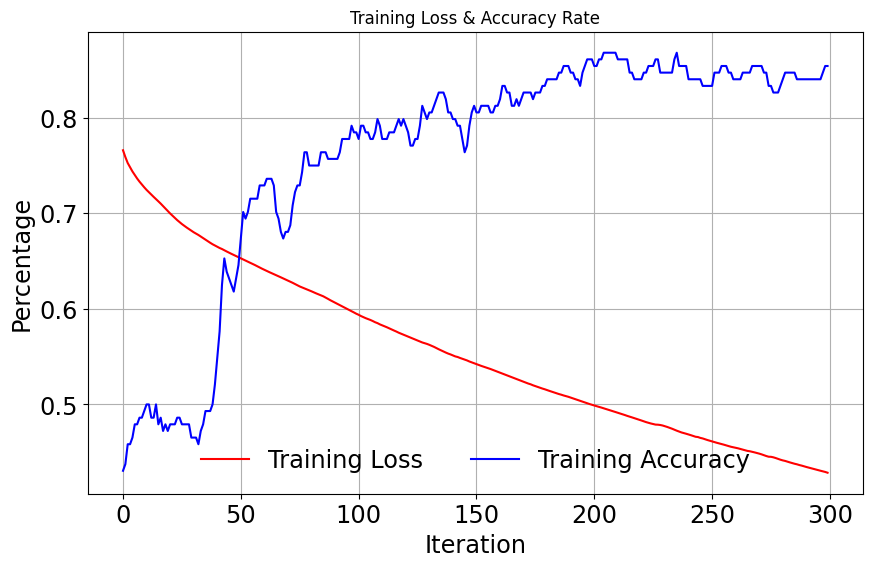 Training Loss & Accuracy Rate
Percentage
0.8
0.7
0.6
0.5
Training Loss Training Accuracy
0 50 100 150 200 250 300
Iteration